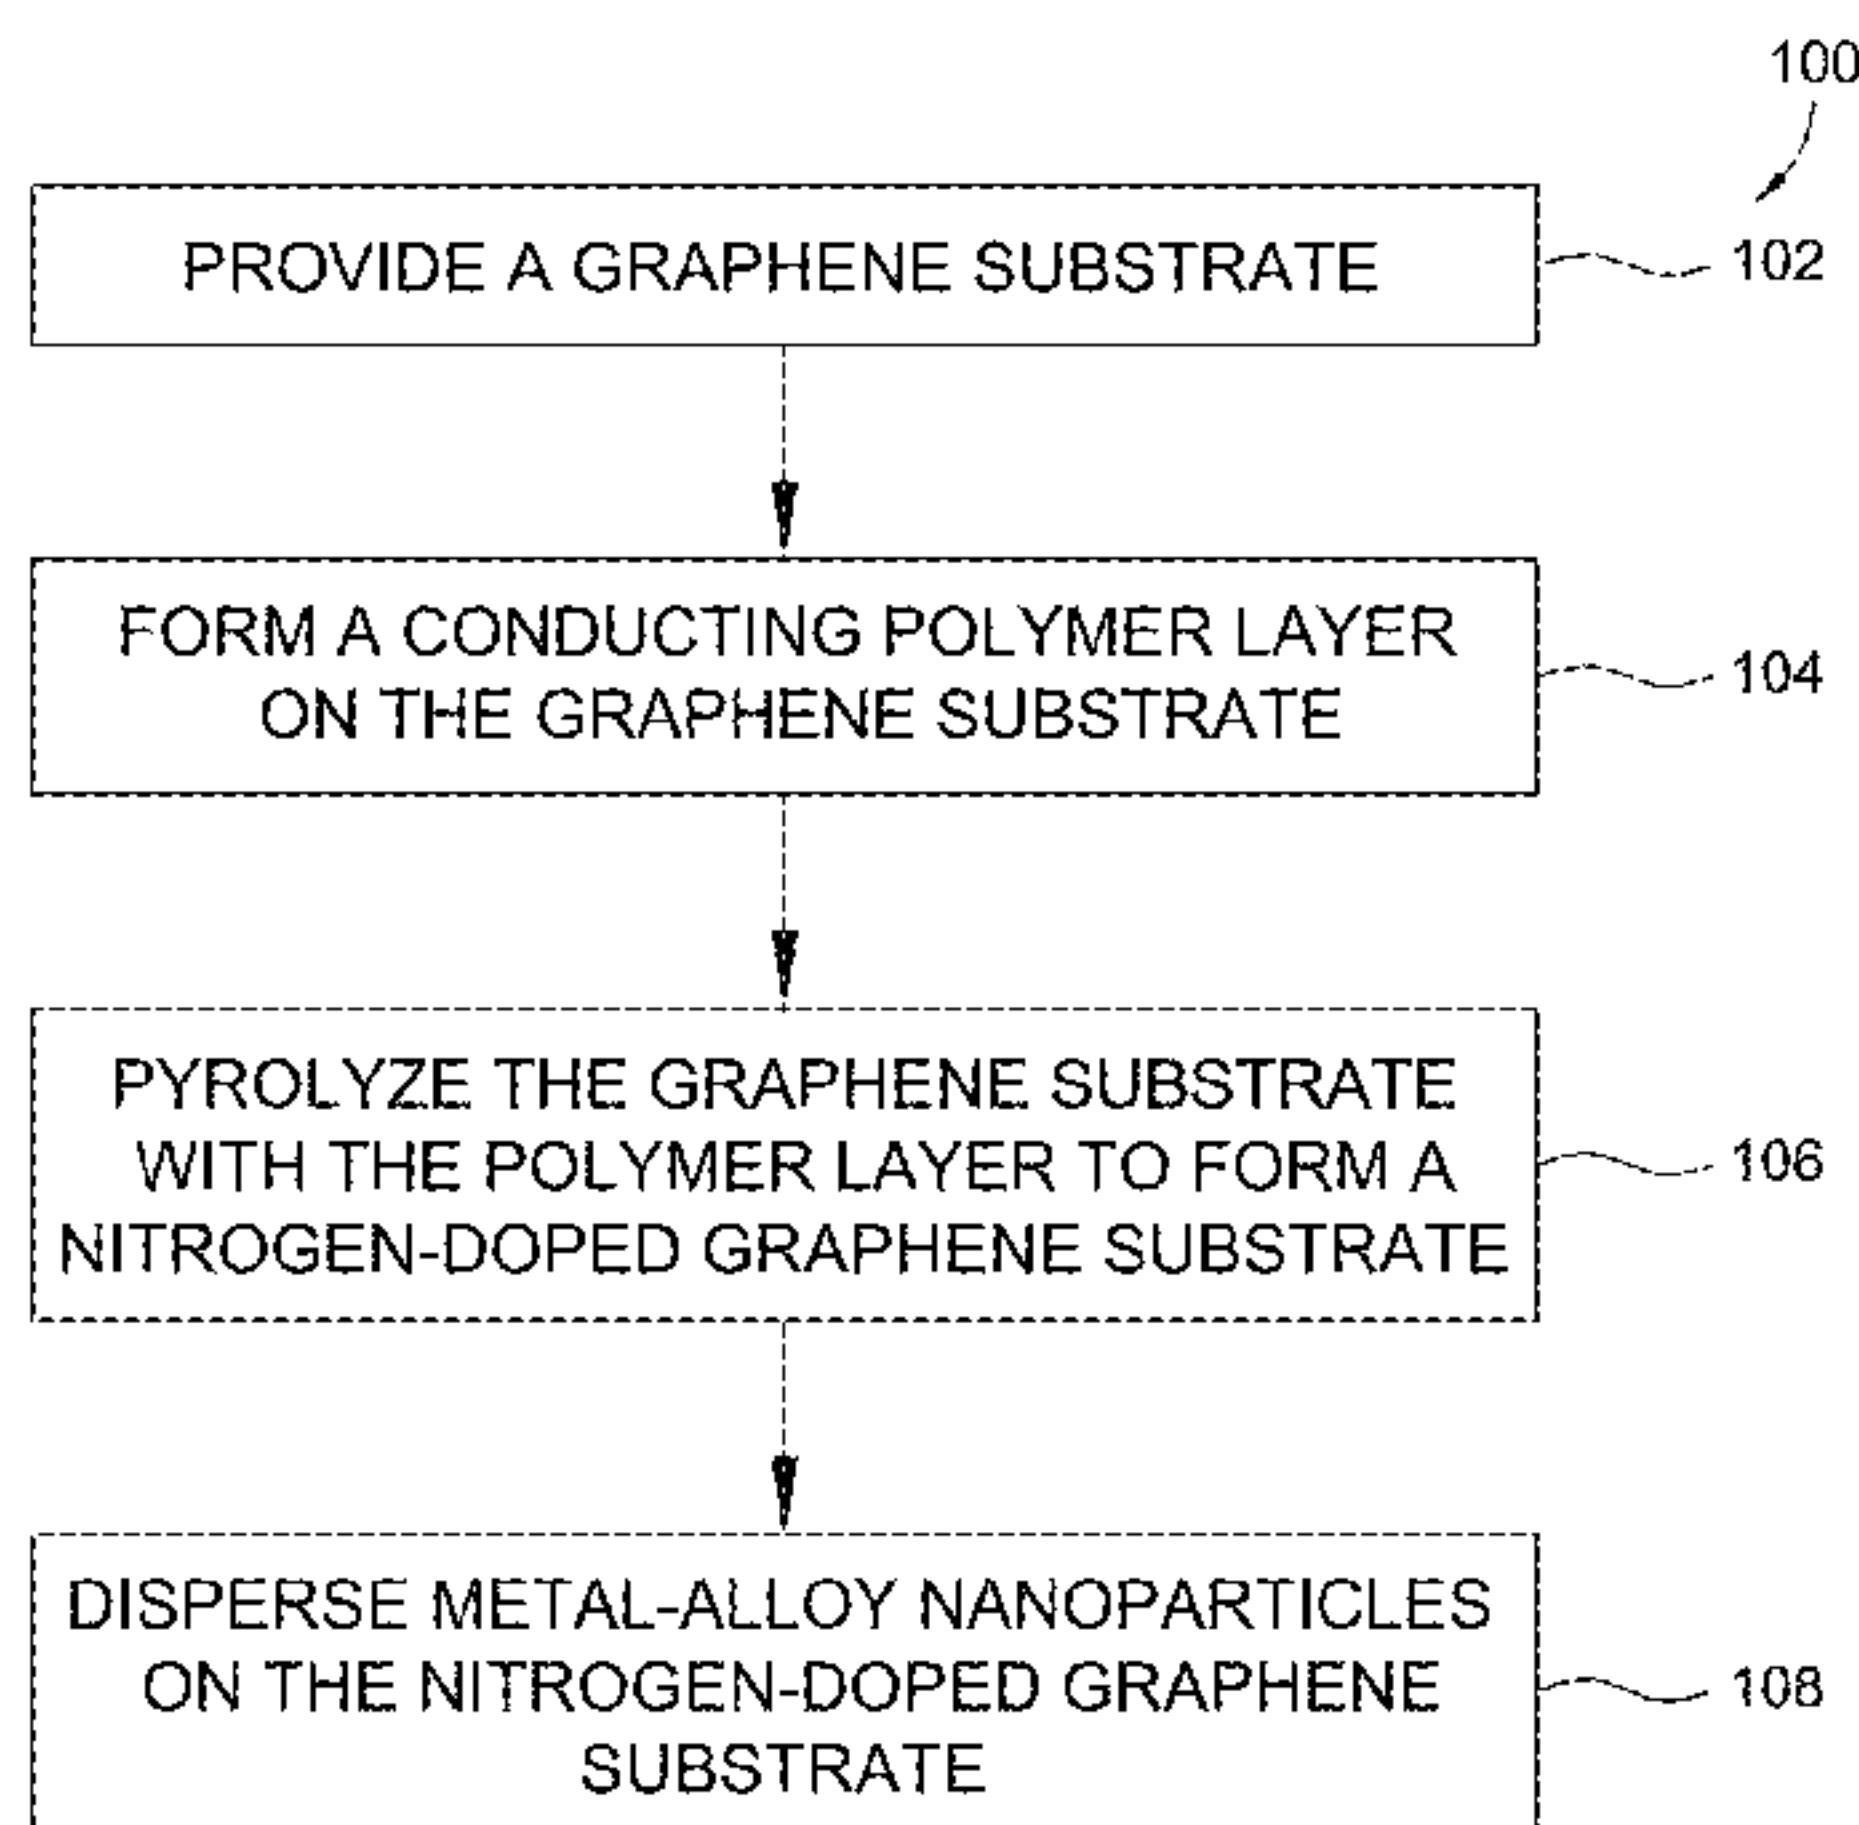 100
PROVIDE A GRAPHENE SUBSTRATE
102
FORM A CONDUCTING POLYMER LAYER
ON THE GRAPHENE SUBSTRATE
104
PYROLYZE THE GRAPHENE SUBSTRATE
WITH THE POLYMER LAYER TO FORM A
NITROGEN-DOPED GRAPHENE SUBSTRATE
106
DISPERSE METAL-ALLOY NANOPARTICLES
ON THE NITROGEN-DOPED GRAPHENE
SUBSTRATE
108